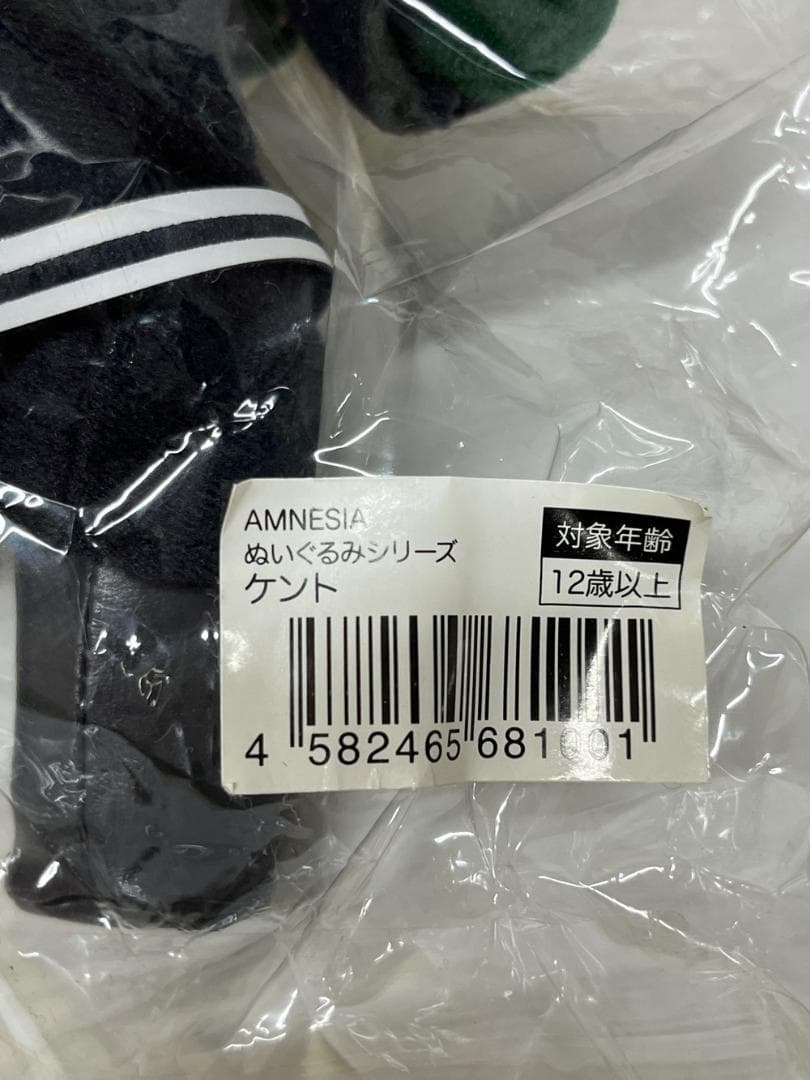 AMNESIA
ぬいぐるみシリーズ
ケント
対象年齢
12歳以上
4 582465 681001